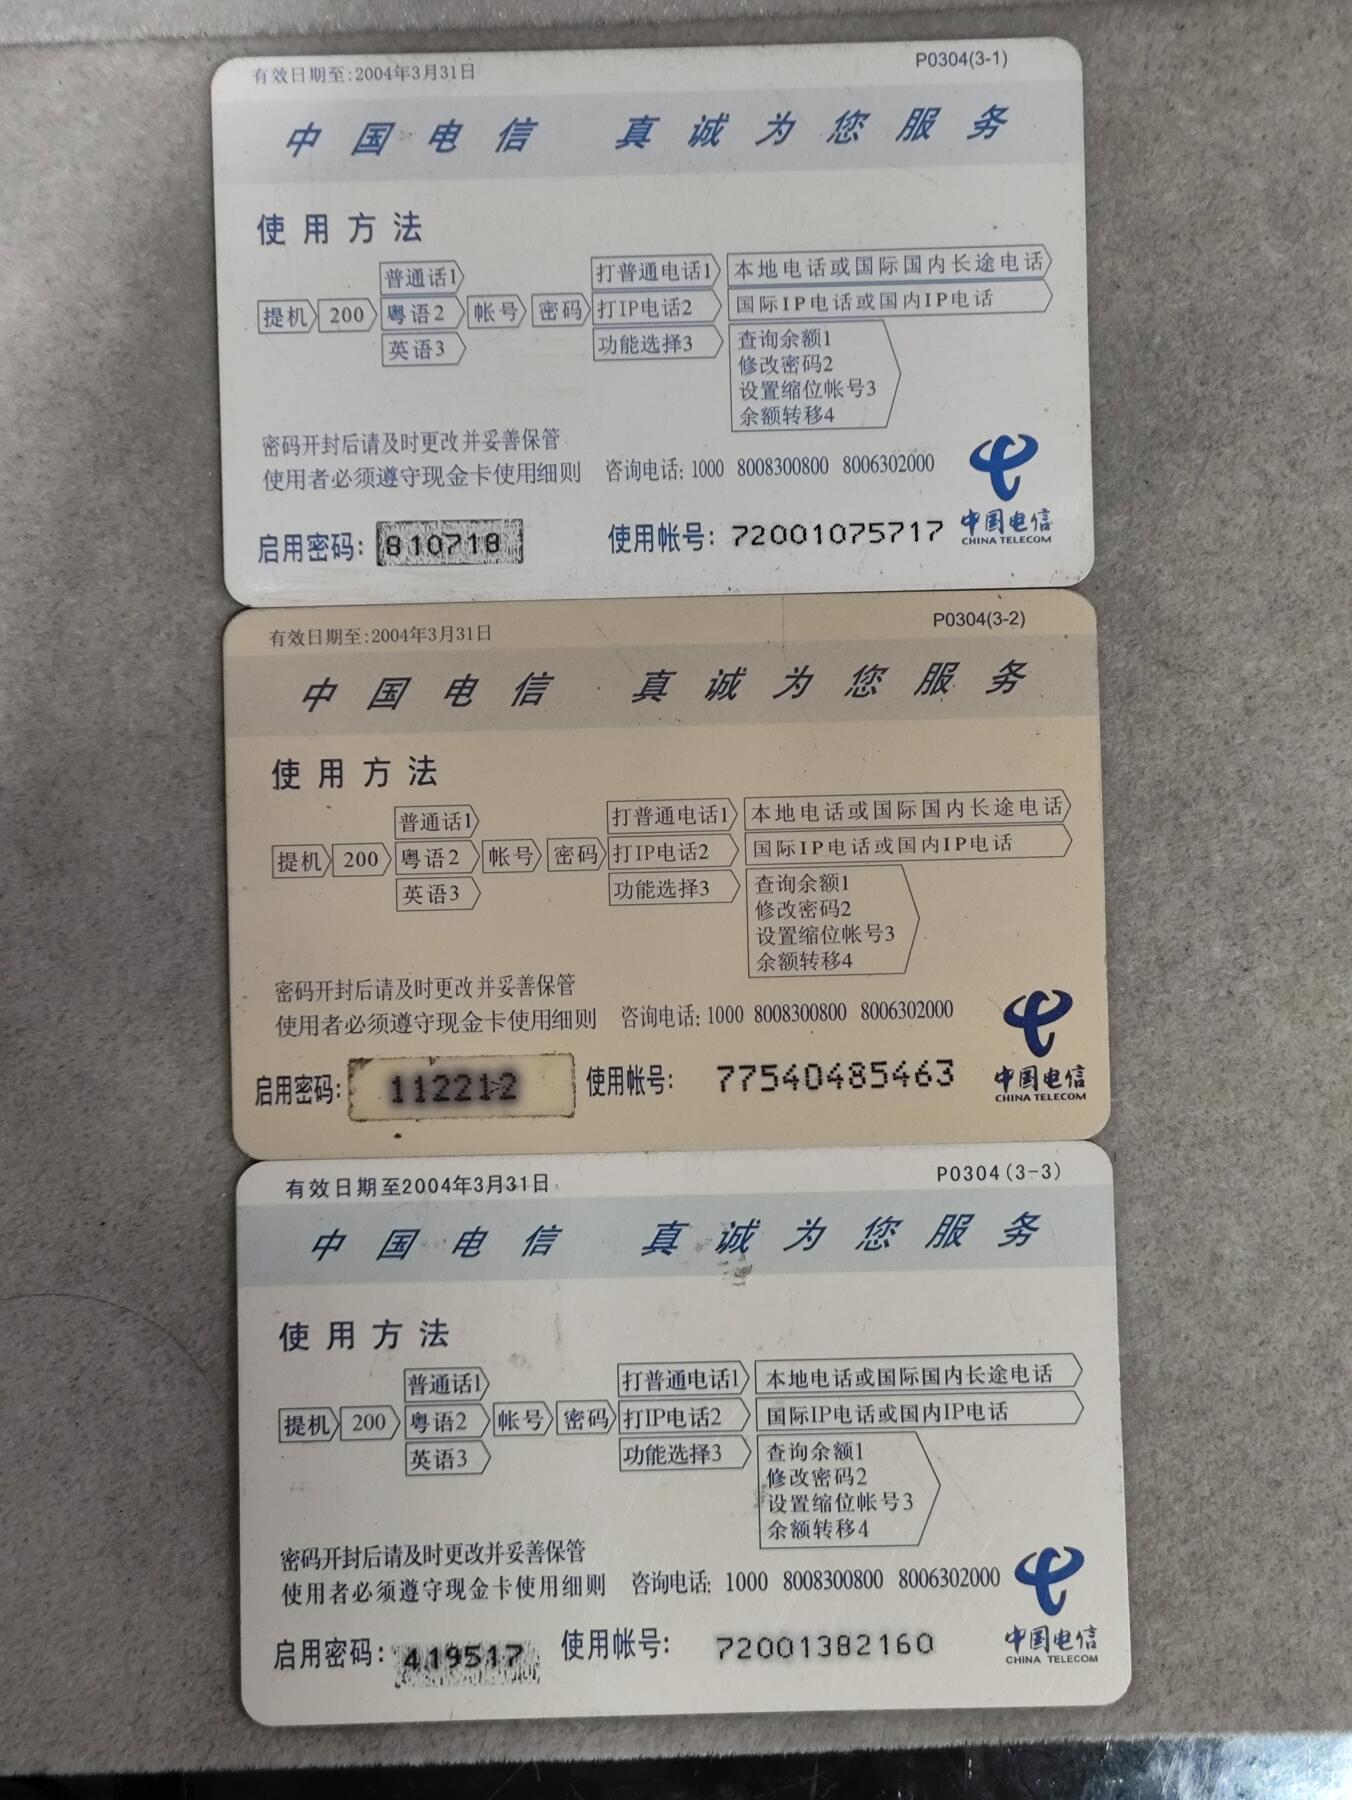 有效日期至:2004年3月31日 P0304(3-1)
中国电信 真诚为您服务
使用方法
普通话1 打普通电话1 本地电话或国际国内长途电话
提机 200 粤语2 帐号 密码 打IP电话2 国际IP电话或国内IP电话
英语3 功能选择3 查询余额1
修改密码2
设置缩位帐号3
余额转移4
密码开封后请及时更改并妥善保管
使用者必须遵守现金卡使用细则 咨询电话: 1000 8008300800 8006302000
启用密码: 810718 使用帐号: 72001075717 中国电信
CHINA TELECOM
有效日期至:2004年3月31日 P0304(3-2)
中国电信 真诚为您服务
使用方法
普通话1 打普通电话1 本地电话或国际国内长途电话
提机 200 粤语2 帐号 密码 打IP电话2 国际IP电话或国内IP电话
英语3 功能选择3 查询余额1
修改密码2
设置缩位帐号3
余额转移4
密码开封后请及时更改并妥善保管
使用者必须遵守现金卡使用细则 咨询电话: 1000 8008300800 8006302000
启用密码: 112212 使用帐号: 77540485463 中国电信
CHINA TELECOM
有效日期至2004年3月31日 P0304(3-3)
中国电信 真诚为您服务
使用方法
普通话1 打普通电话1 本地电话或国际国内长途电话
提机 200 粤语2 帐号 密码 打IP电话2 国际IP电话或国内IP电话
英语3 功能选择3 查询余额1
修改密码2
设置缩位帐号3
余额转移4
密码开封后请及时更改并妥善保管
使用者必须遵守现金卡使用细则 咨询电话: 1000 8008300800 8006302000
启用密码: 419517 使用帐号: 72001382160 中国电信
CHINA TELECOM